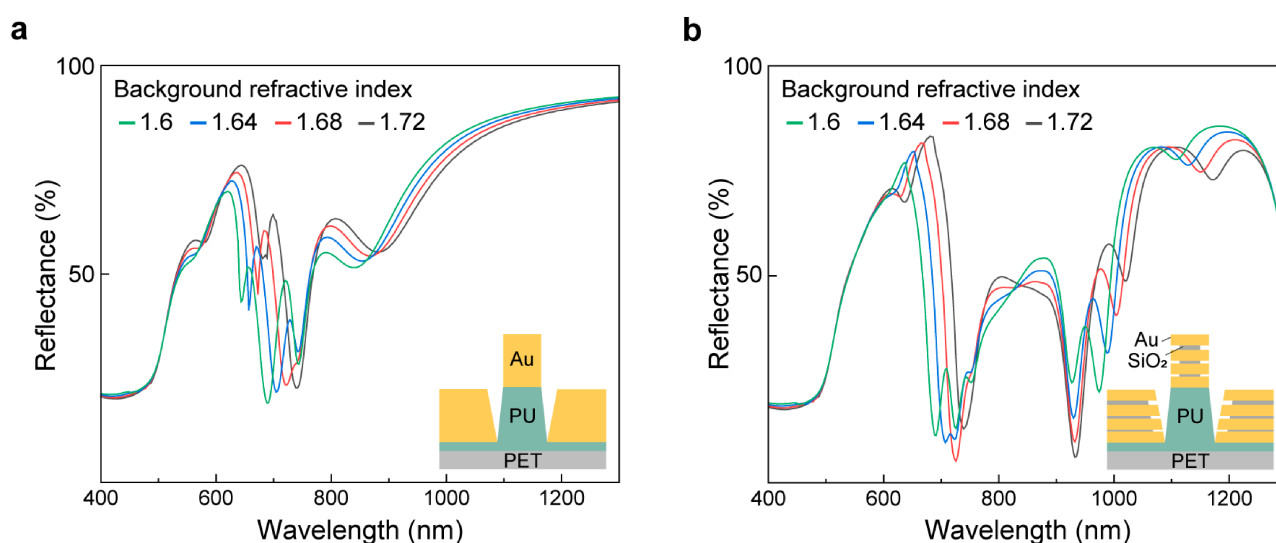 a
100
50
Reflectance (%)
Background refractive index
1.6 1.64 1.68 1.72
Au
PU
PET
400 600 800 1000 1200
Wavelength (nm)
b
100
50
Reflectance (%)
Background refractive index
1.6 1.64 1.68 1.72
Au
SiO₂
PU
PET
400 600 800 1000 1200
Wavelength (nm)